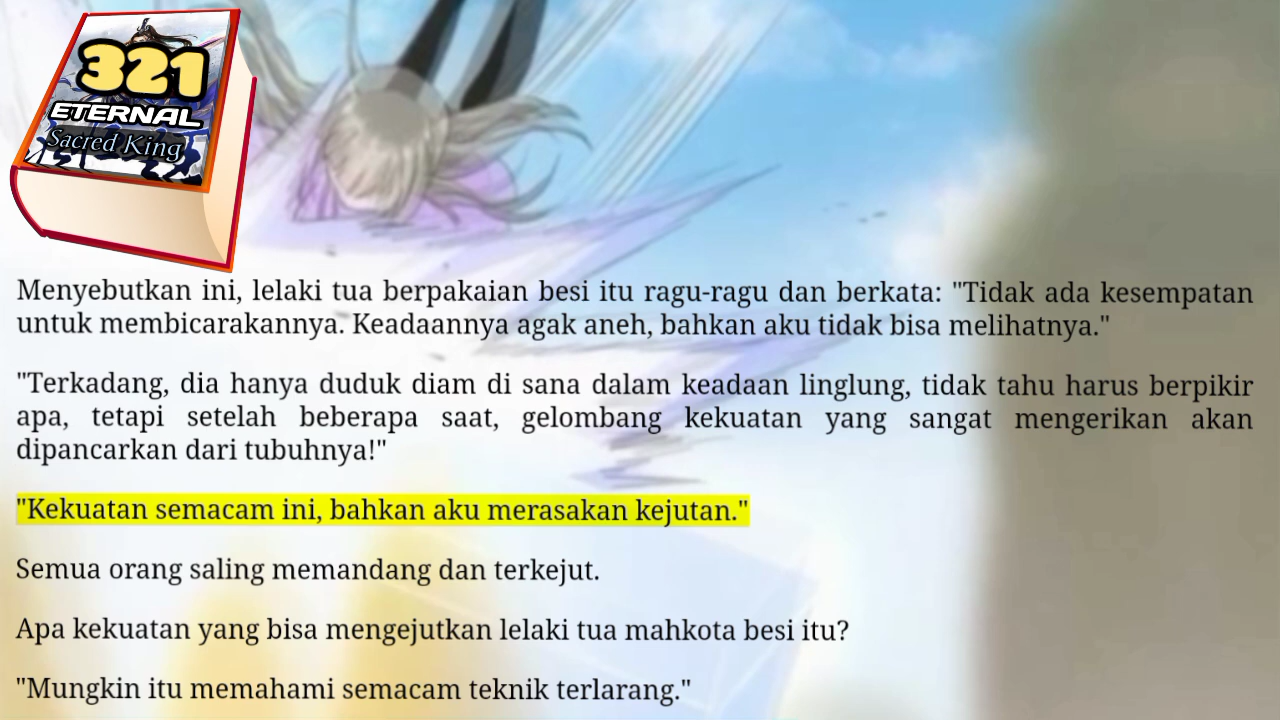 321
ETERNAL
Sacred King
Menyebutkan ini, lelaki tua berpakaian besi itu ragu-ragu dan berkata: "Tidak ada kesempatan
untuk membicarakannya. Keadaannya agak aneh, bahkan aku tidak bisa melihatnya."
"Terkadang, dia hanya duduk diam di sana dalam keadaan linglung, tidak tahu harus berpikir
apa, tetapi setelah beberapa saat, gelombang kekuatan yang sangat mengerikan akan
dipancarkan dari tubuhnya!"
"Kekuatan semacam ini, bahkan aku merasakan kejutan."
Semua orang saling memandang dan terkejut.
Apa kekuatan yang bisa mengejutkan lelaki tua mahkota besi itu?
"Mungkin itu memahami semacam teknik terlarang."